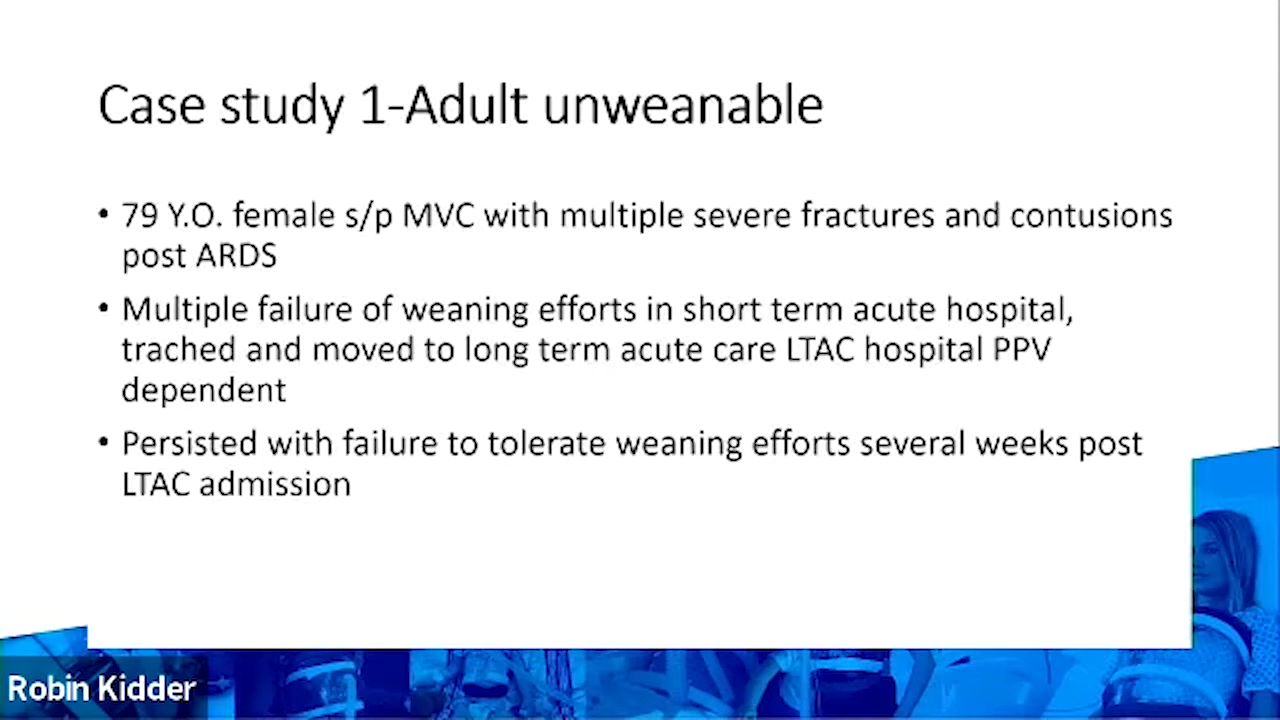 Case study 1-Adult unweanable
• 79 Y.O. female s/p MVC with multiple severe fractures and contusions
post ARDS
• Multiple failure of weaning efforts in short term acute hospital,
trached and moved to long term acute care LTAC hospital PPV
dependent
• Persisted with failure to tolerate weaning efforts several weeks post
LTAC admission
Robin Kidder